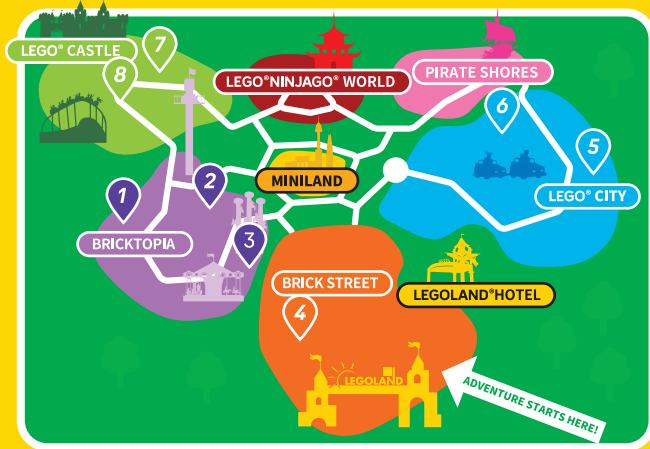 LEGO® CASTLE
7
8
LEGO®NINJAGO® WORLD
PIRATE SHORES
6
5
LEGO® CITY
MINILAND
1
2
BRICKTOPIA
3
BRICK STREET
4
LEGOLAND®HOTEL
LEGOLAND
ADVENTURE STARTS HERE!